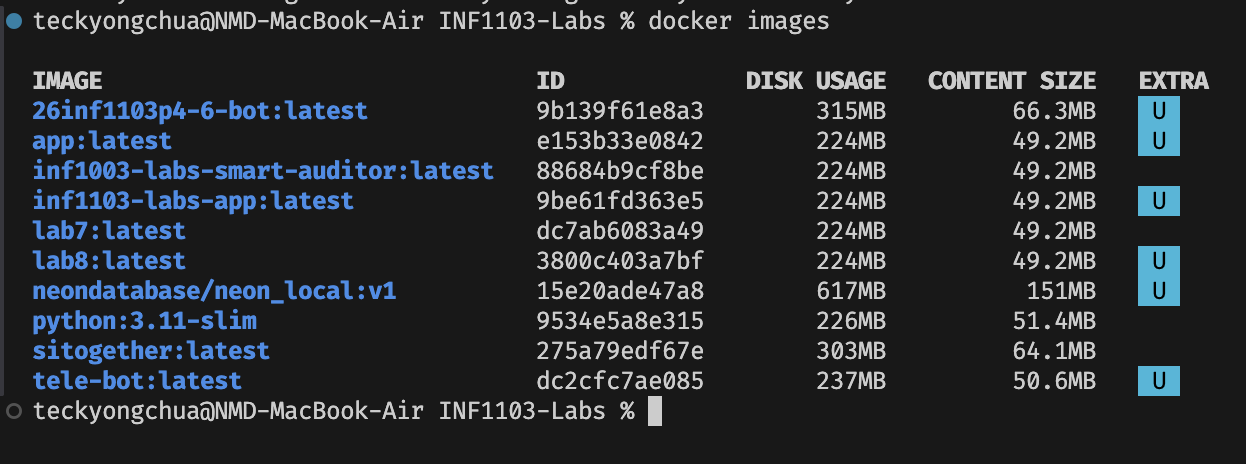 teckyongchua@NMD-MacBook-Air INF1103-Labs % docker images
IMAGE ID DISK USAGE CONTENT SIZE EXTRA
26inf1103p4-6-bot:latest 9b139f61e8a3 315MB 66.3MB U
app:latest e153b33e0842 224MB 49.2MB U
inf1003-labs-smart-auditor:latest 88684b9cf8be 224MB 49.2MB
inf1103-labs-app:latest 9be61fd363e5 224MB 49.2MB U
lab7:latest dc7ab6083a49 224MB 49.2MB
lab8:latest 3800c403a7bf 224MB 49.2MB U
neondatabase/neon_local:v1 15e20ade47a8 617MB 151MB U
python:3.11-slim 9534e5a8e315 226MB 51.4MB
sitogether:latest 275a79edf67e 303MB 64.1MB
tele-bot:latest dc2cfc7ae085 237MB 50.6MB U
teckyongchua@NMD-MacBook-Air INF1103-Labs %